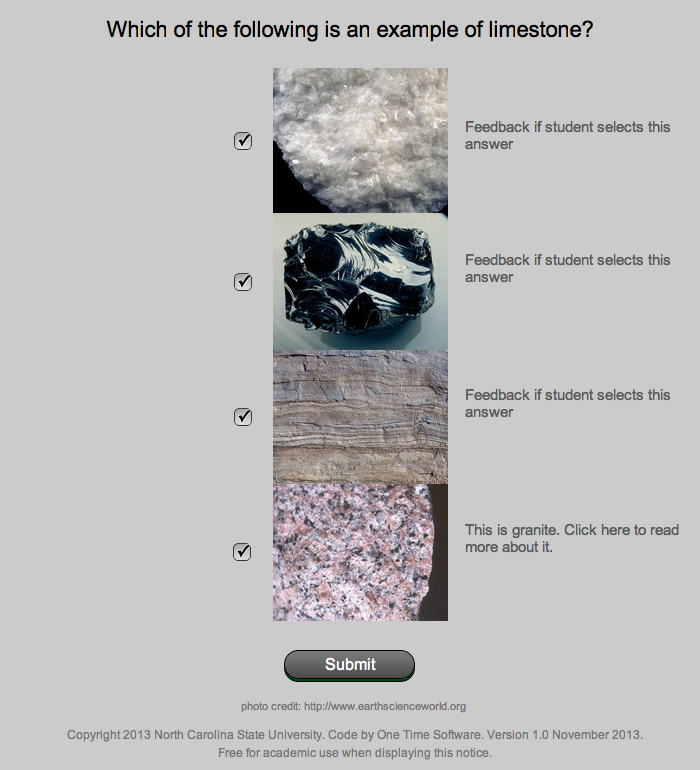 Which of the following is an example of limestone?
Feedback if student selects this
answer
Feedback if student selects this
answer
Feedback if student selects this
answer
This is granite. Click here to read
more about it.
Submit
photo credit: http://www.earthscienceworld.org
Copyright 2013 North Carolina State University. Code by One Time Software. Version 1.0 November 2013.
Free for academic use when displaying this notice.